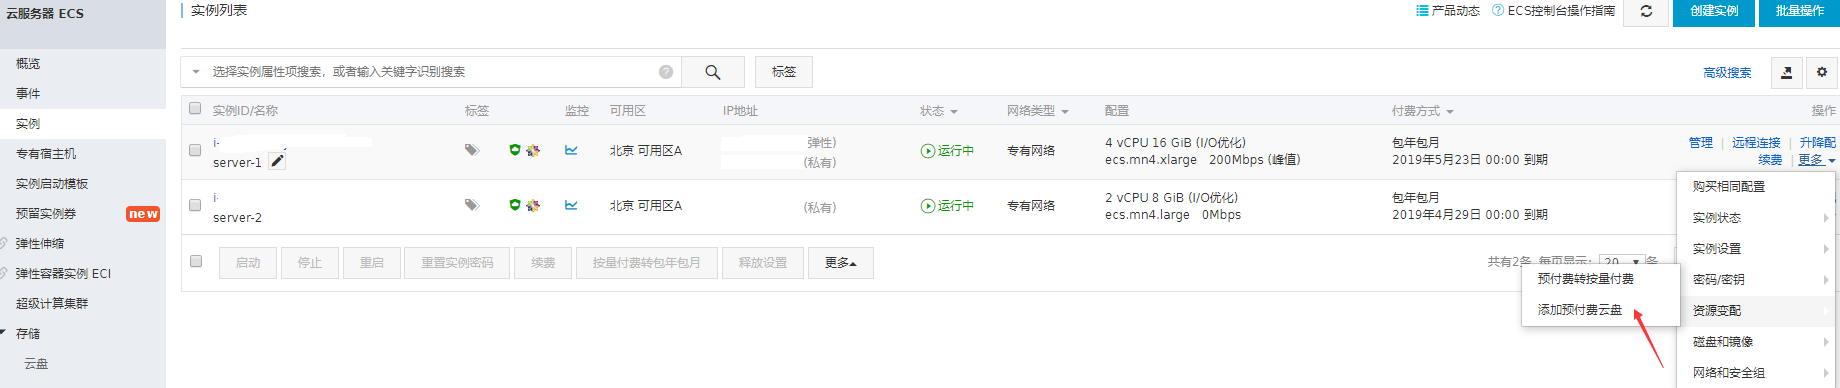 云服务器 ECS
实例列表
产品动态
ECS控制台操作指南
创建实例
批量操作
概览
事件
实例
专有宿主机
实例启动模板
预留实例券
new
弹性伸缩
弹性容器实例 ECI
超级计算集群
存储
云盘
选择实例属性项搜索，或者输入关键字识别搜索
标签
高级搜索
实例ID/名称
标签
监控
可用区
IP地址
状态
网络类型
配置
付费方式
操作
i-
server-1
北京 可用区A
弹性)
(私有)
运行中
专有网络
4 vCPU 16 GiB (I/O优化)
ecs.mn4.xlarge 200Mbps (峰值)
包年包月
2019年5月23日 00:00 到期
管理 | 远程连接 | 升降配
续费 | 更多
i-
server-2
北京 可用区A
(私有)
运行中
专有网络
2 vCPU 8 GiB (I/O优化)
ecs.mn4.large 0Mbps
包年包月
2019年4月29日 00:00 到期
启动
停止
重启
重置实例密码
续费
按量付费转包年包月
释放设置
更多
共有2条
每页显示：
20
条
购买相同配置
实例状态
实例设置
密码/密钥
资源变配
磁盘和镜像
网络和安全组
预付费转按量付费
添加预付费云盘